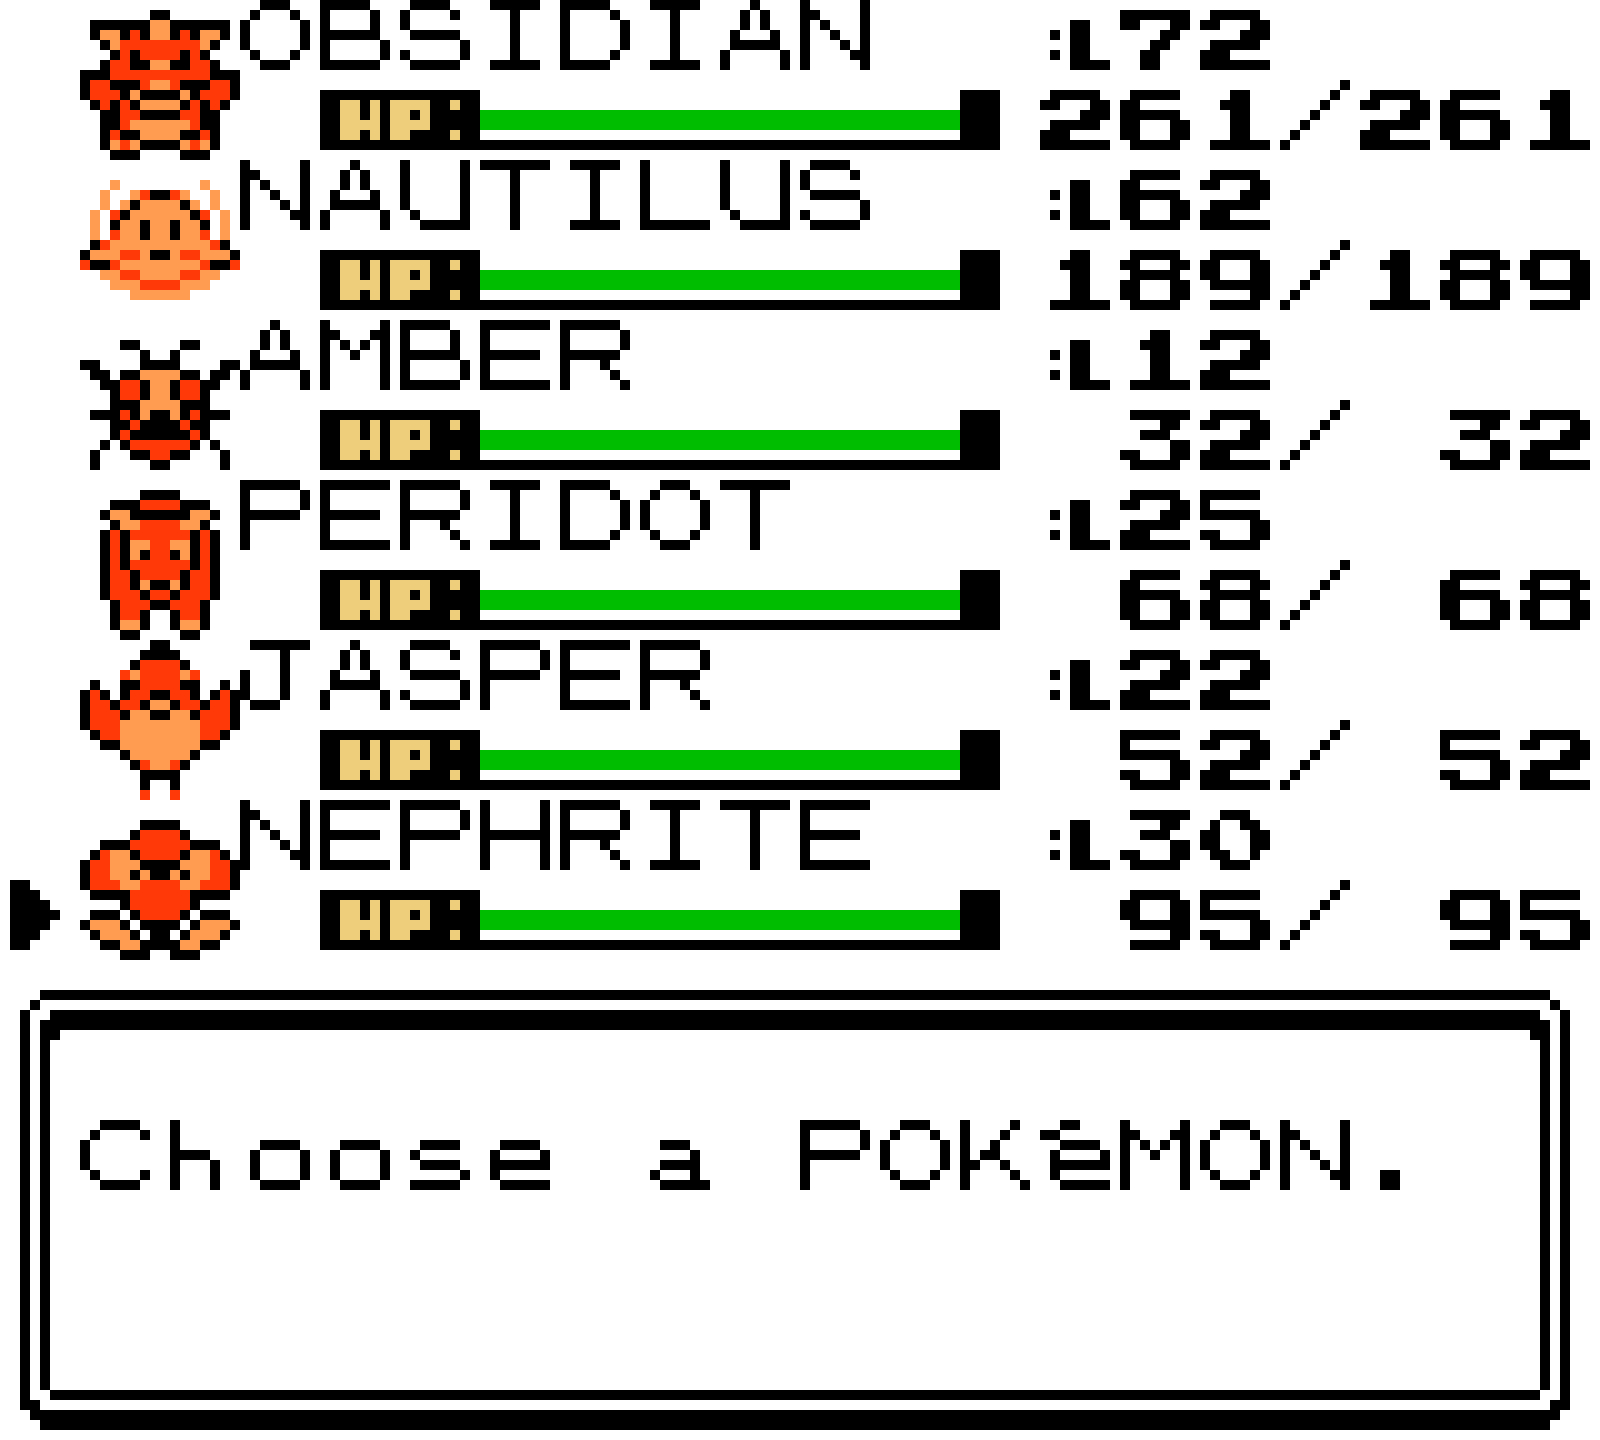 OBSIDIAN :L72
HP: 261/261
NAUTILUS :L62
HP: 189/189
AMBER :L12
HP: 32/ 32
PERIDOT :L25
HP: 68/ 68
JASPER :L22
HP: 52/ 52
NEPHRITE :L30
HP: 95/ 95
Choose a POKéMON.